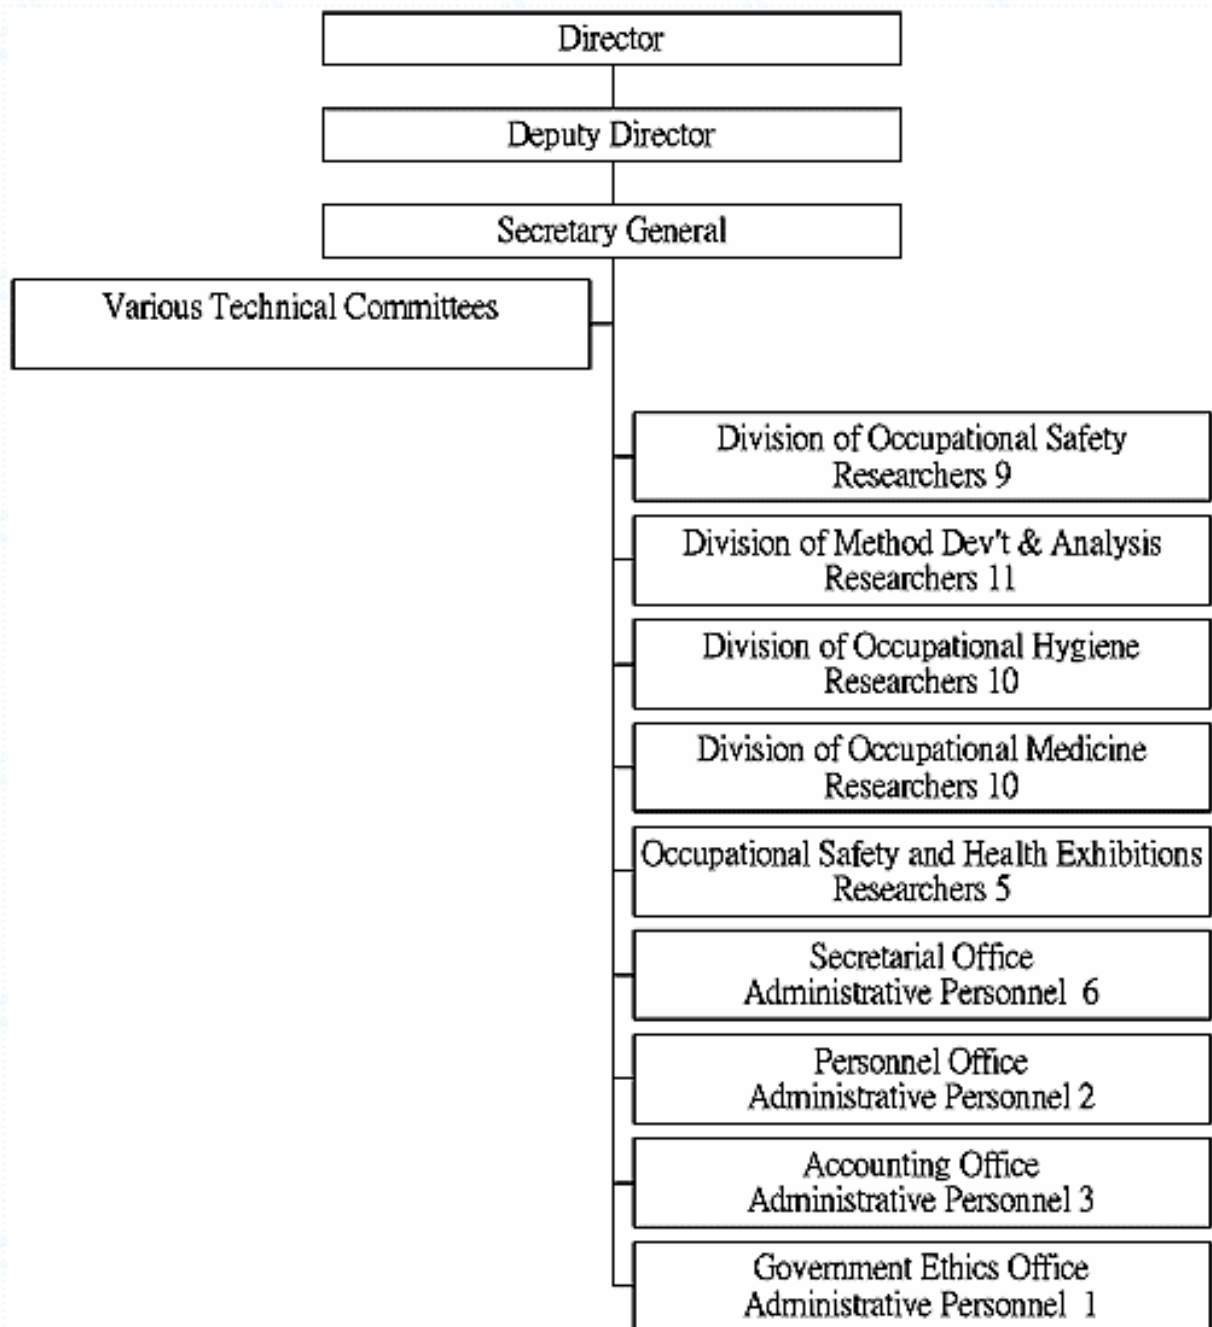 Director
Deputy Director
Secretary General
Various Technical Committees
Division of Occupational Safety
Researchers 9
Division of Method Dev't & Analysis
Researchers 11
Division of Occupational Hygiene
Researchers 10
Division of Occupational Medicine
Researchers 10
Occupational Safety and Health Exhibitions
Researchers 5
Secretarial Office
Administrative Personnel 6
Personnel Office
Administrative Personnel 2
Accounting Office
Administrative Personnel 3
Government Ethics Office
Administrative Personnel 1